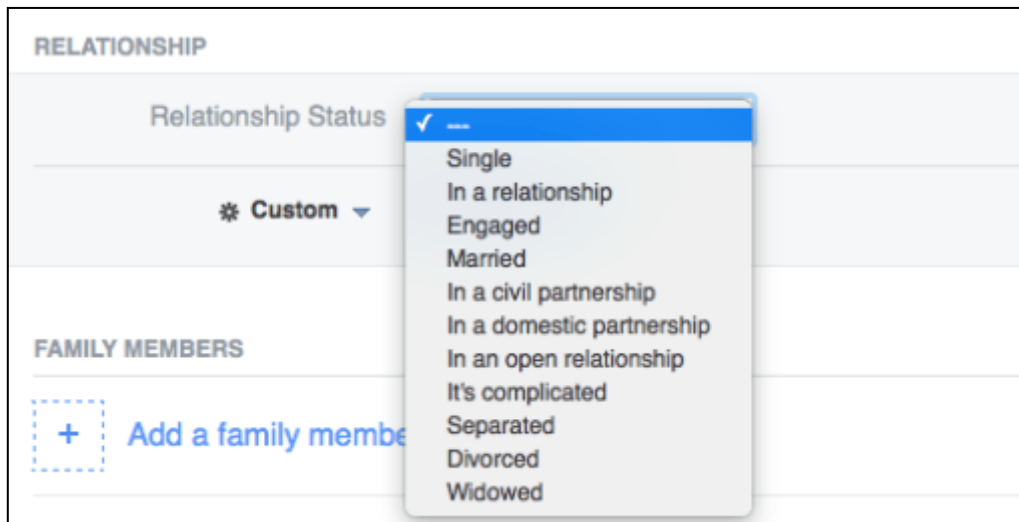 RELATIONSHIP
Relationship Status
✓ ---
Single
In a relationship
Engaged
Married
In a civil partnership
In a domestic partnership
In an open relationship
It's complicated
Separated
Divorced
Widowed
Custom
FAMILY MEMBERS
+ Add a family membe